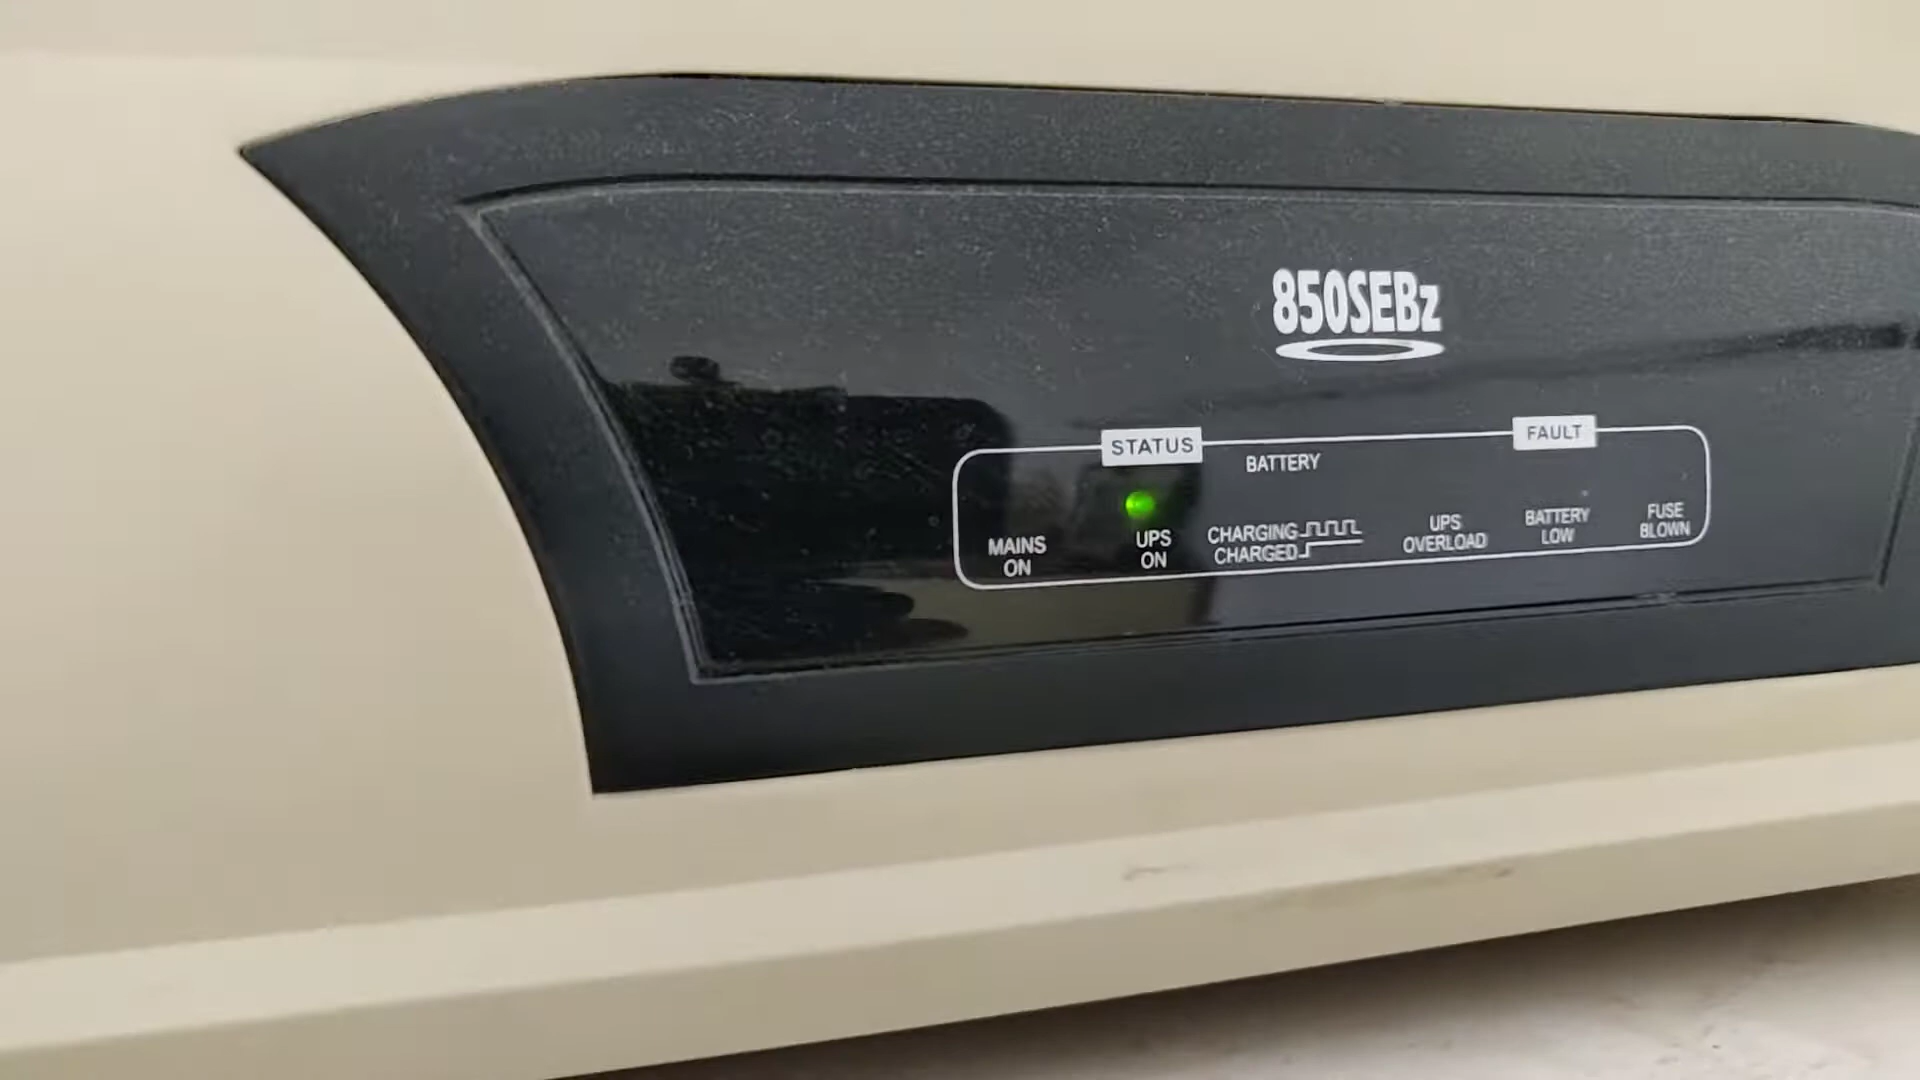 850SEBz
STATUS
FAULT
BATTERY
MAINS
ON
UPS
ON
CHARGING
CHARGED
UPS
OVERLOAD
BATTERY
LOW
FUSE
BLOWN